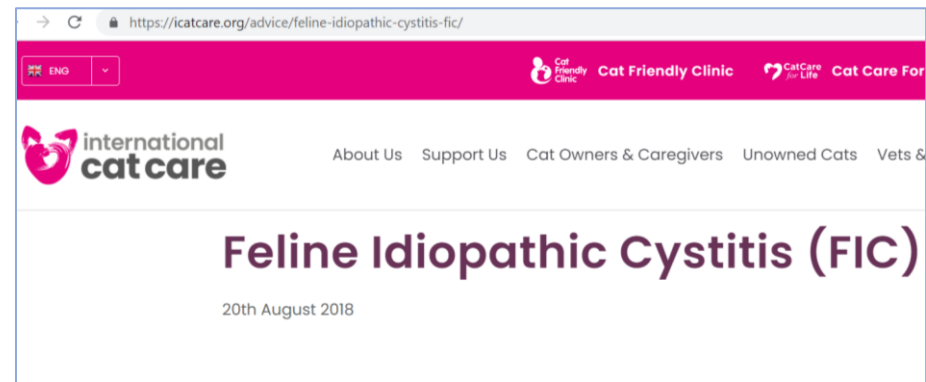 https://icatcare.org/advice/feline-idiopathic-cystitis-fic/
ENG Cat Friendly Clinic Cat Friendly Clinic CatCare for Life Cat Care For
international cat care
About Us Support Us Cat Owners & Caregivers Unowned Cats Vets &
Feline Idiopathic Cystitis (FIC)
20th August 2018